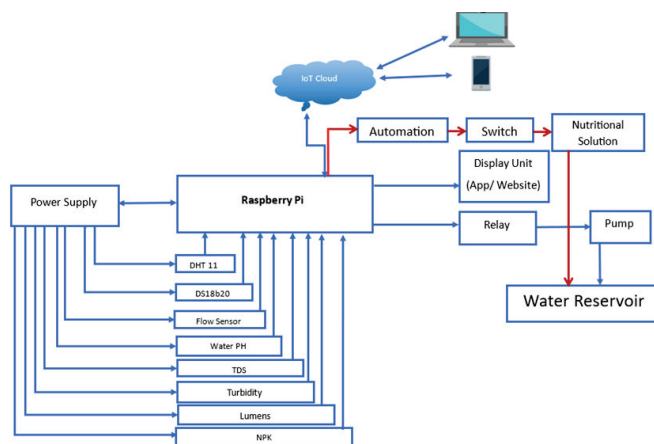 IoT Cloud
Automation
Switch
Nutritional
Solution
Display Unit
(App/ Website)
Power Supply
Raspberry Pi
Relay
Pump
DHT 11
DS18b20
Flow Sensor
Water PH
TDS
Turbidity
Lumens
NPK
Water Reservoir